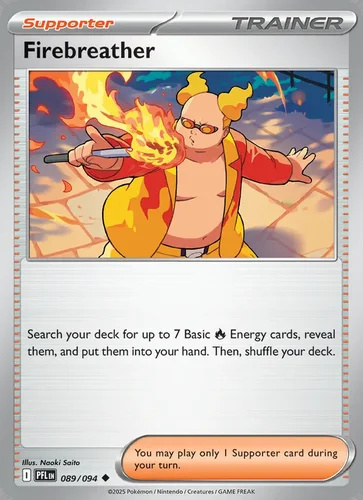 Supporter TRAINER
Firebreather
Search your deck for up to 7 Basic Energy cards, reveal
them, and put them into your hand. Then, shuffle your deck.
Illus. Naoki Saito
You may play only 1 Supporter card during
your turn.
I PFL EN 089/094
©2025 Pokémon / Nintendo / Creatures / GAME FREAK